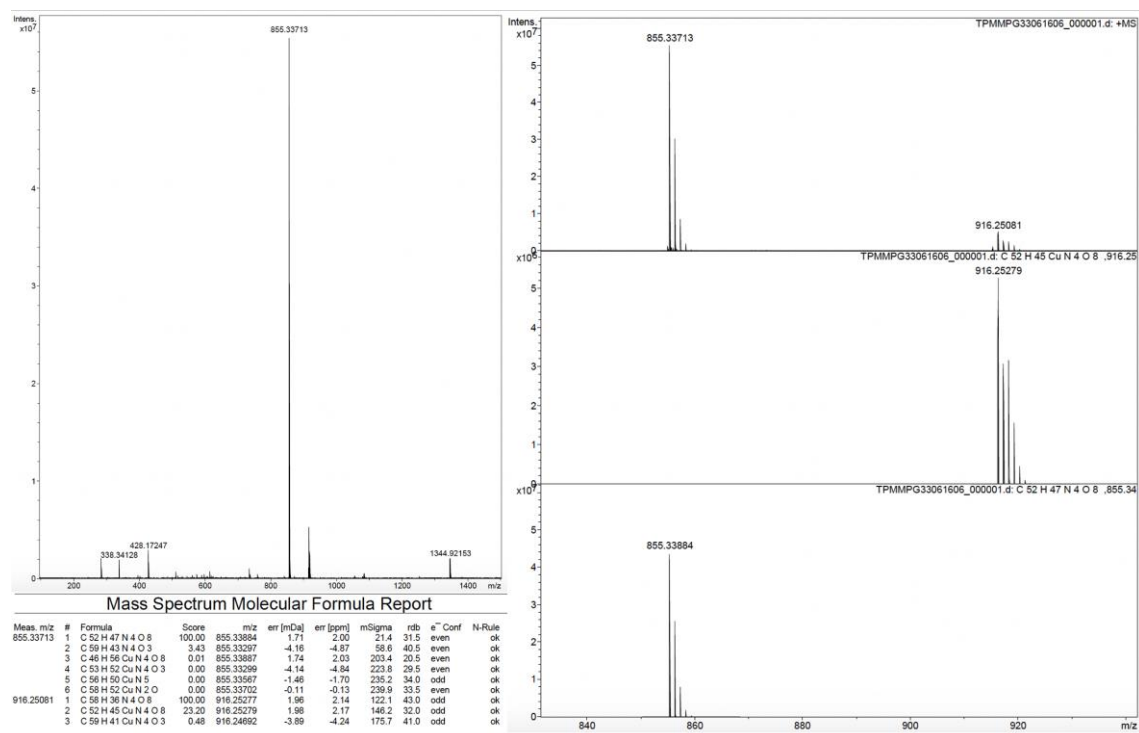 Intens.
x10⁷
855.33713
5
4
3
2
1
0
338.34128
428.17247
1344.92153
200
400
600
800
1000
1200
1400
m/z
Mass Spectrum Molecular Formula Report
Meas. m/z # Formula Score m/z err [mDa] err [ppm] mSigma rdb e⁻ Conf N-Rule
855.33713 1 C 52 H 47 N 4 O 8 100.00 855.33884 1.71 2.00 21.4 31.5 even ok
2 C 59 H 43 N 4 O 3 3.43 855.33297 -4.16 -4.87 58.6 40.5 even ok
3 C 46 H 56 Cu N 4 O 8 0.01 855.33887 1.74 2.03 203.4 20.5 even ok
4 C 53 H 52 Cu N 4 O 3 0.00 855.33299 -4.14 -4.84 223.8 29.5 even ok
5 C 56 H 50 Cu N 5 0.00 855.33567 -1.46 -1.70 235.2 34.0 odd ok
6 C 58 H 52 Cu N 2 O 0.00 855.33702 -0.11 -0.13 239.9 33.5 even ok
916.25081 1 C 58 H 36 N 4 O 8 100.00 916.25277 1.96 2.14 122.1 43.0 odd ok
2 C 52 H 45 Cu N 4 O 8 23.20 916.25279 1.98 2.17 146.2 32.0 odd ok
3 C 59 H 41 Cu N 4 O 3 0.48 916.24692 -3.89 -4.24 175.7 41.0 odd ok
Intens.
x10⁷
TPMMPG33061606_000001.d: +MS
855.33713
5
4
3
2
1
0
916.25081
x10⁶
TPMMPG33061606_000001.d: C 52 H 45 Cu N 4 O 8 ,916.25
916.25279
5
4
3
2
1
0
x10⁷
TPMMPG33061606_000001.d: C 52 H 47 N 4 O 8 ,855.34
855.33884
5
4
3
2
1
0
840
860
880
900
920
m/z